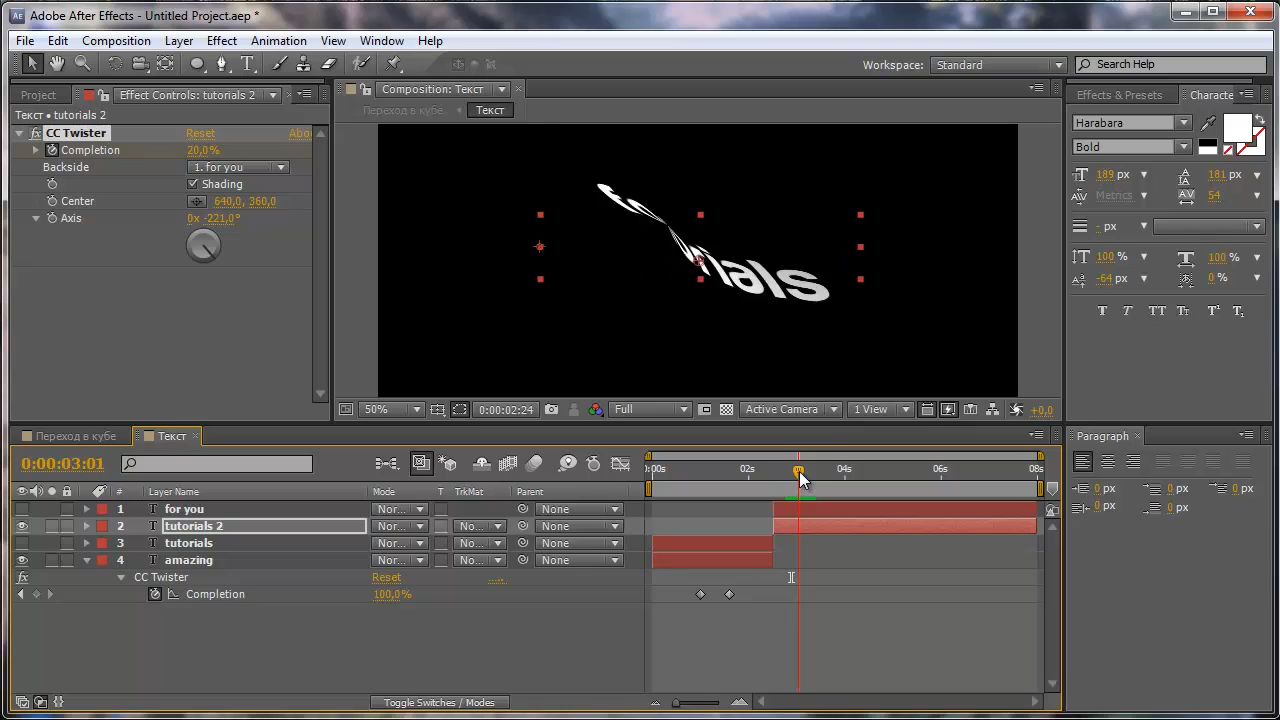 Adobe After Effects - Untitled Project.aep *
File Edit Composition Layer Effect Animation View Window Help
Workspace: Standard Search Help
Project Effect Controls: tutorials 2 Composition: Текст Effects & Presets Characte
Текст • tutorials 2 Переход в кубе Текст
CC Twister Reset Abo
Completion 20,0%
Backside 1. for you
Shading
Center 640,0, 360,0
Axis 0x -221,0°
rials
Harabara
Bold
189 px 181 px
Metrics 54
- px
100 % 100 %
-64 px 0 %
T T TT Tт T¹ T₁
50% 0:00:02:24 Full Active Camera 1 View +0,0
Переход в кубе Текст Paragraph
0:00:03:01 0:00s 02s 04s 06s 08s
# Layer Name Mode T TrkMat Parent
1 T for you Nor... None
2 T tutorials 2 Nor... No... None
3 T tutorials Nor... No... None
4 T amazing Nor... No... None
fx CC Twister Reset
Completion 100,0%
0 px 0 px
0 px 0 px
0 px
Toggle Switches / Modes